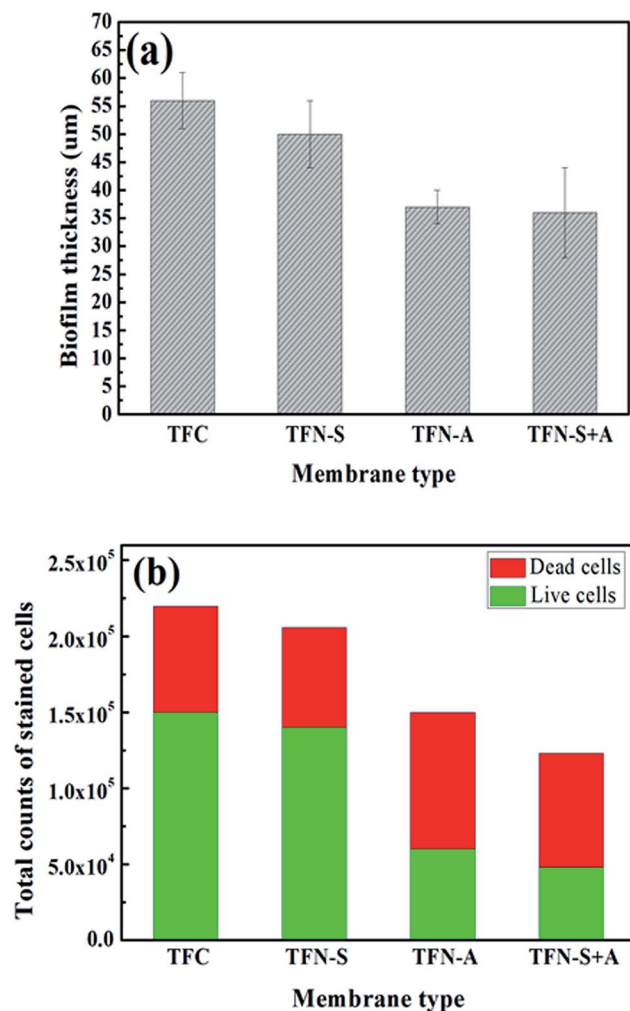 (a)
Biofilm thickness (um)
70
65
60
55
50
45
40
35
30
25
20
15
10
5
0
TFC TFN-S TFN-A TFN-S+A
Membrane type
(b)
Dead cells
Live cells
Total counts of stained cells
2.5x10⁵
2.0x10⁵
1.5x10⁵
1.0x10⁵
5.0x10⁴
0.0
TFC TFN-S TFN-A TFN-S+A
Membrane type